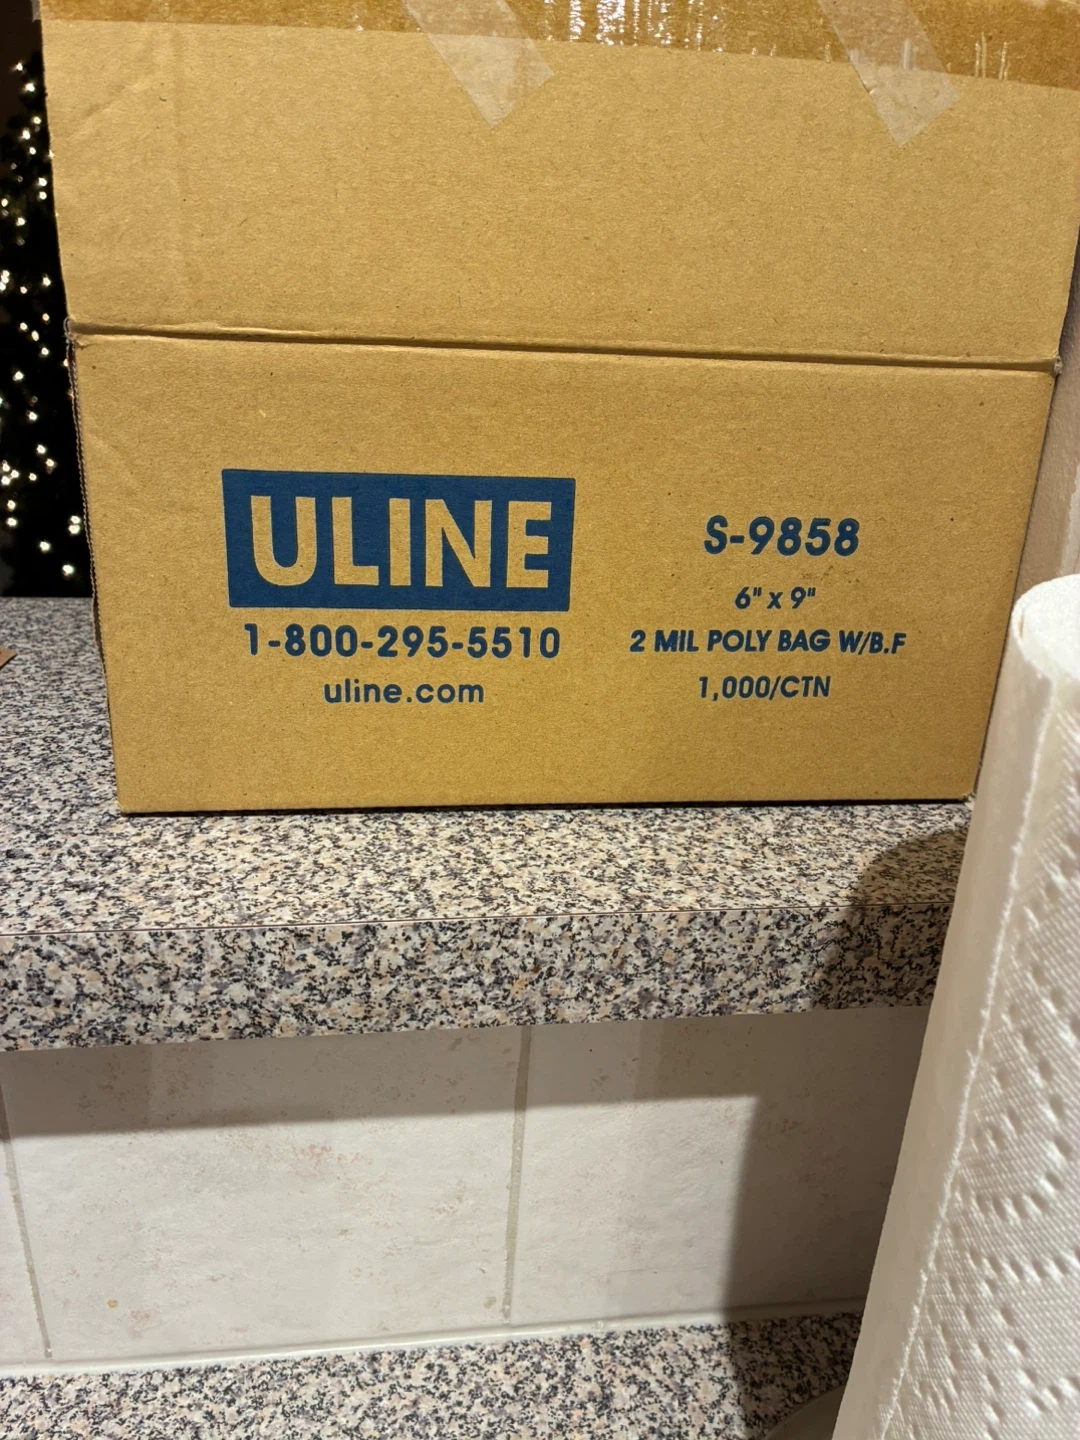 ULINE
1-800-295-5510
uline.com
S-9858
6" x 9"
2 MIL POLY BAG W/B.F
1,000/CTN